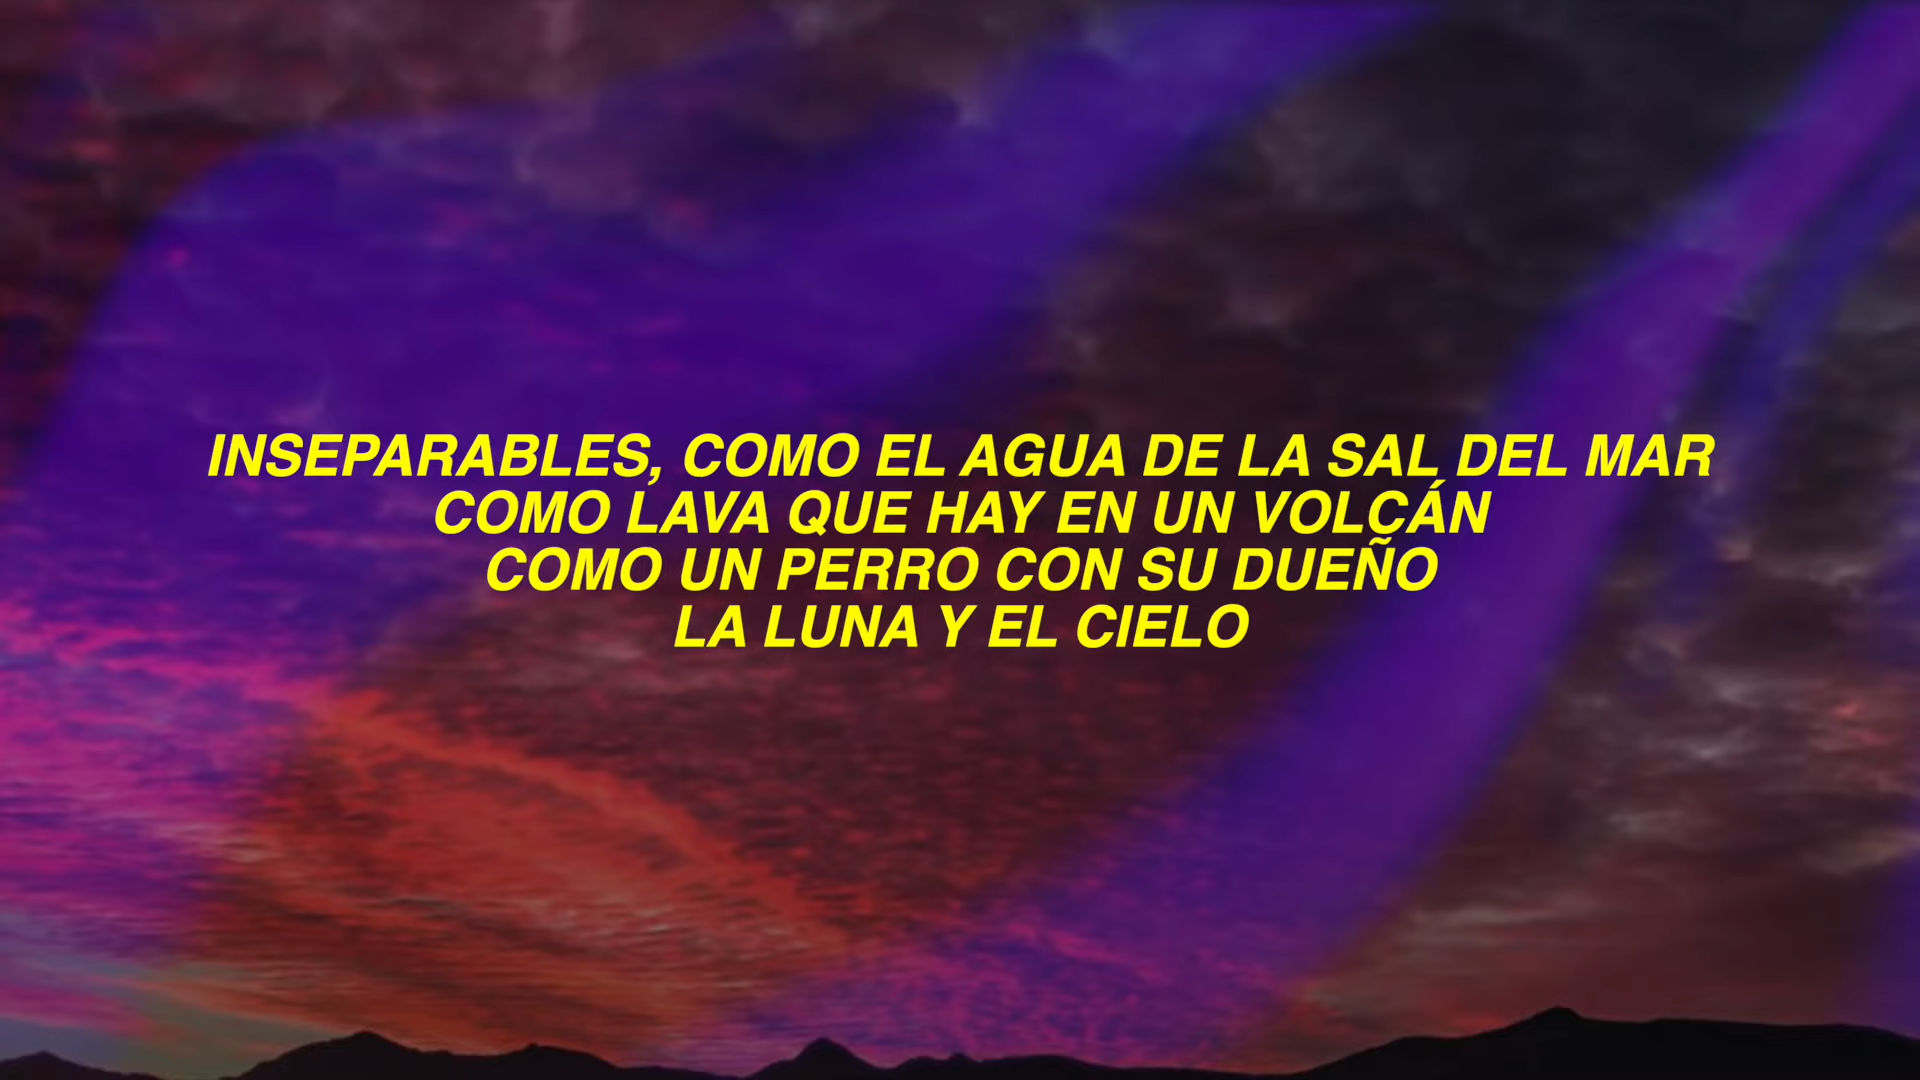 INSEPARABLES, COMO EL AGUA DE LA SAL DEL MAR
COMO LAVA QUE HAY EN UN VOLCÁN
COMO UN PERRO CON SU DUEÑO
LA LUNA Y EL CIELO